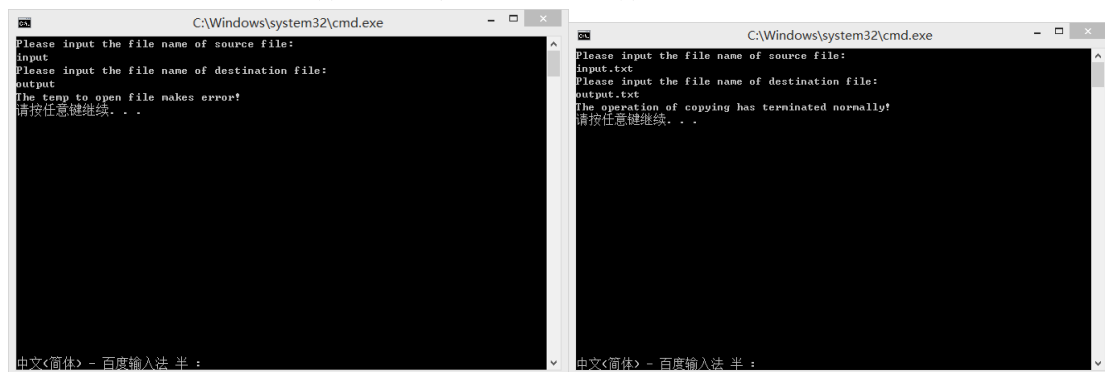 C:\Windows\system32\cmd.exe
Please input the file name of source file:
input
Please input the file name of destination file:
output
The temp to open file makes error!
请按任意键继续. . .
中文(简体) - 百度输入法 半 :
C:\Windows\system32\cmd.exe
Please input the file name of source file:
input.txt
Please input the file name of destination file:
output.txt
The operation of copying has terminated normally!
请按任意键继续. . .
中文(简体) - 百度输入法 半 :